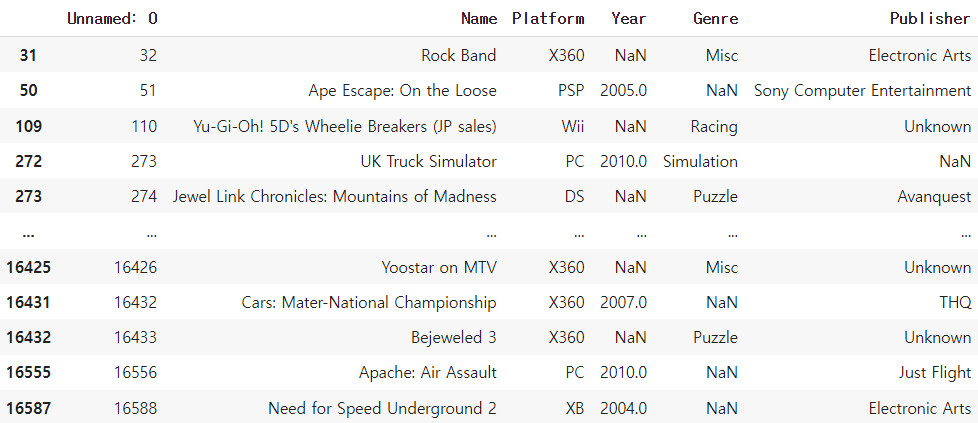 Unnamed: 0 Name Platform Year Genre Publisher
31 32 Rock Band X360 NaN Misc Electronic Arts
50 51 Ape Escape: On the Loose PSP 2005.0 NaN Sony Computer Entertainment
109 110 Yu-Gi-Oh! 5D's Wheelie Breakers (JP sales) Wii NaN Racing Unknown
272 273 UK Truck Simulator PC 2010.0 Simulation NaN
273 274 Jewel Link Chronicles: Mountains of Madness DS NaN Puzzle Avanquest
... ... ... ... ... ... ...
16425 16426 Yoostar on MTV X360 NaN Misc Unknown
16431 16432 Cars: Mater-National Championship X360 2007.0 NaN THQ
16432 16433 Bejeweled 3 X360 NaN Puzzle Unknown
16555 16556 Apache: Air Assault PC 2010.0 NaN Just Flight
16587 16588 Need for Speed Underground 2 XB 2004.0 NaN Electronic Arts